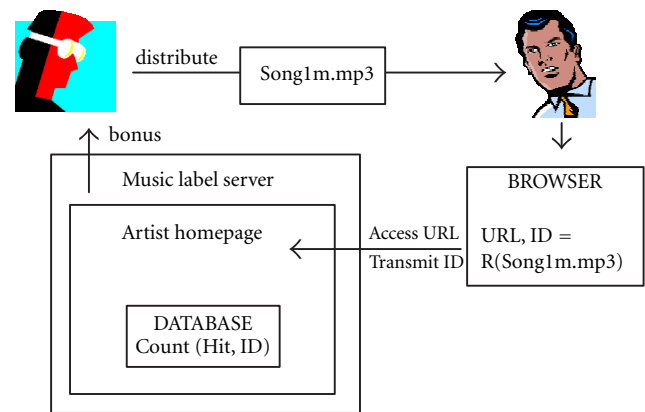 distribute
Song1m.mp3
bonus
Music label server
Artist homepage
DATABASE
Count (Hit, ID)
Access URL
Transmit ID
BROWSER
URL, ID =
R(Song1m.mp3)